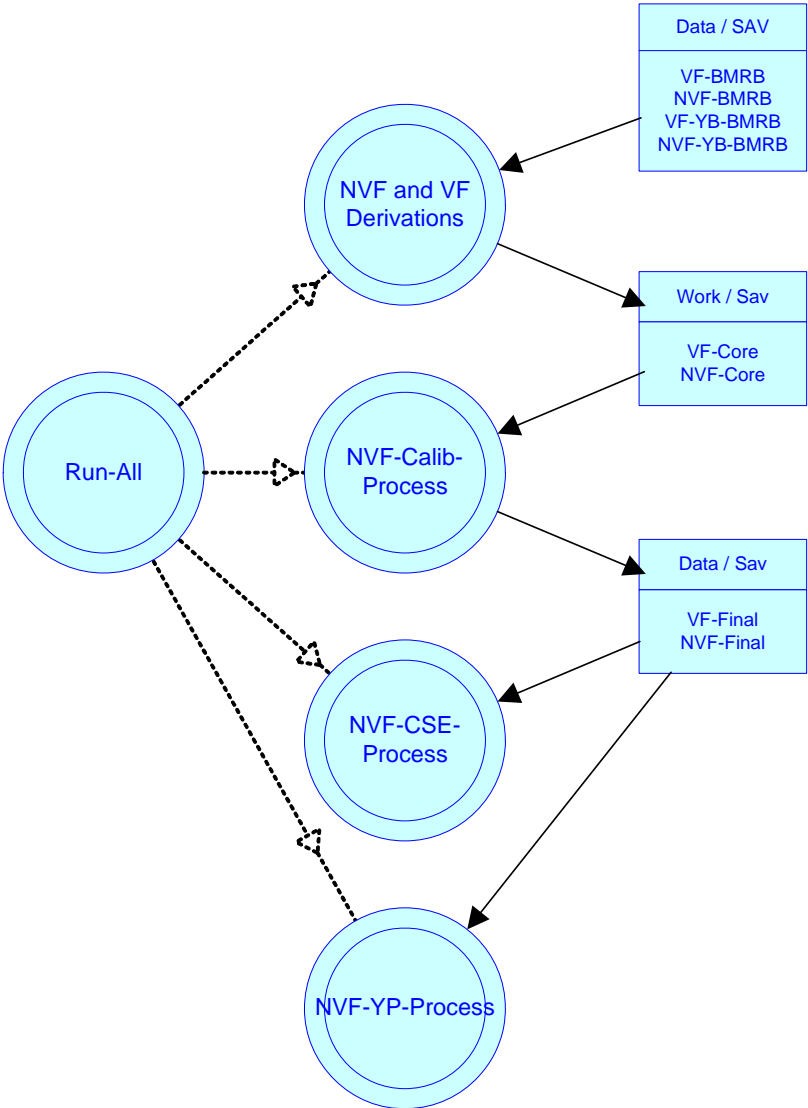 Data / SAV
VF-BMRB
NVF-BMRB
VF-YB-BMRB
NVF-YB-BMRB
NVF and VF
Derivations
Work / Sav
VF-Core
NVF-Core
Run-All
NVF-Calib-
Process
Data / Sav
VF-Final
NVF-Final
NVF-CSE-
Process
NVF-YP-Process